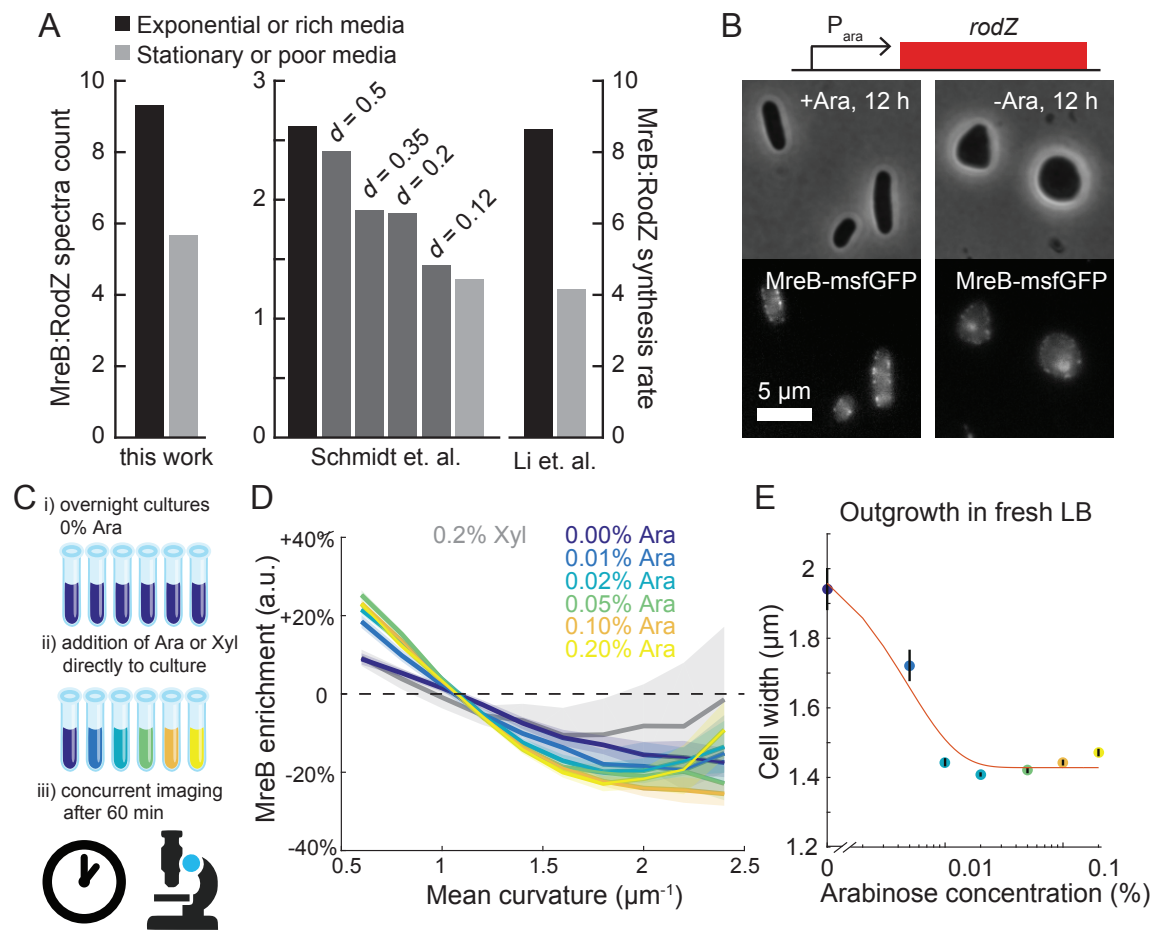 A
Exponential or rich media
Stationary or poor media
MreB:RodZ spectra count
10
8
6
4
2
0
this work
3
2
1
0
d = 0.5
d = 0.35
d = 0.2
d = 0.12
Schmidt et. al.
10
8
6
4
2
0
Li et. al.
MreB:RodZ synthesis rate
B
Para
rodZ
+Ara, 12 h
-Ara, 12 h
MreB-msfGFP
MreB-msfGFP
5 µm
C
i) overnight cultures
0% Ara
ii) addition of Ara or Xyl
directly to culture
iii) concurrent imaging
after 60 min
D
0.2% Xyl
0.00% Ara
0.01% Ara
0.02% Ara
0.05% Ara
0.10% Ara
0.20% Ara
MreB enrichment (a.u.)
+40%
+20%
0
-20%
-40%
0.5
1
1.5
2
2.5
Mean curvature (µm-1)
E
Outgrowth in fresh LB
Cell width (µm)
2
1.8
1.6
1.4
1.2
0
0.01
0.1
Arabinose concentration (%)